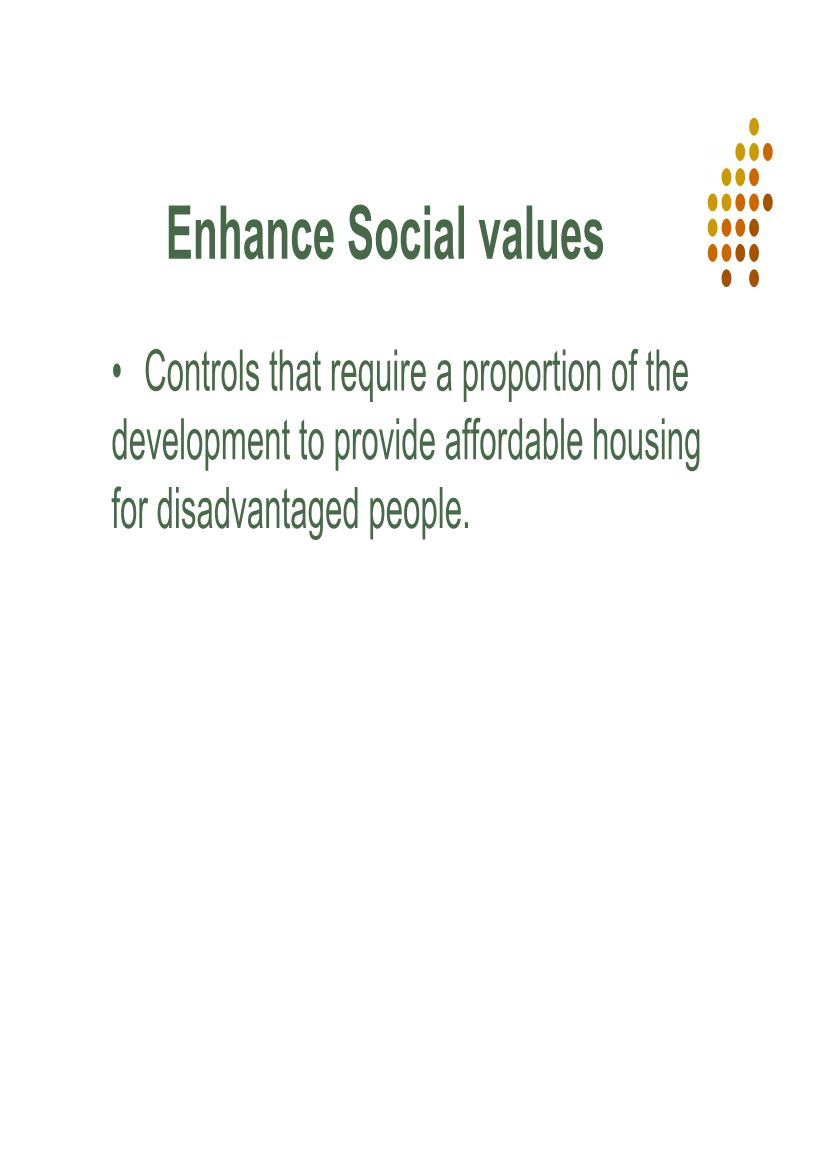 Enhance Social values
• Controls that require a proportion of the
development to provide affordable housing
for disadvantaged people.